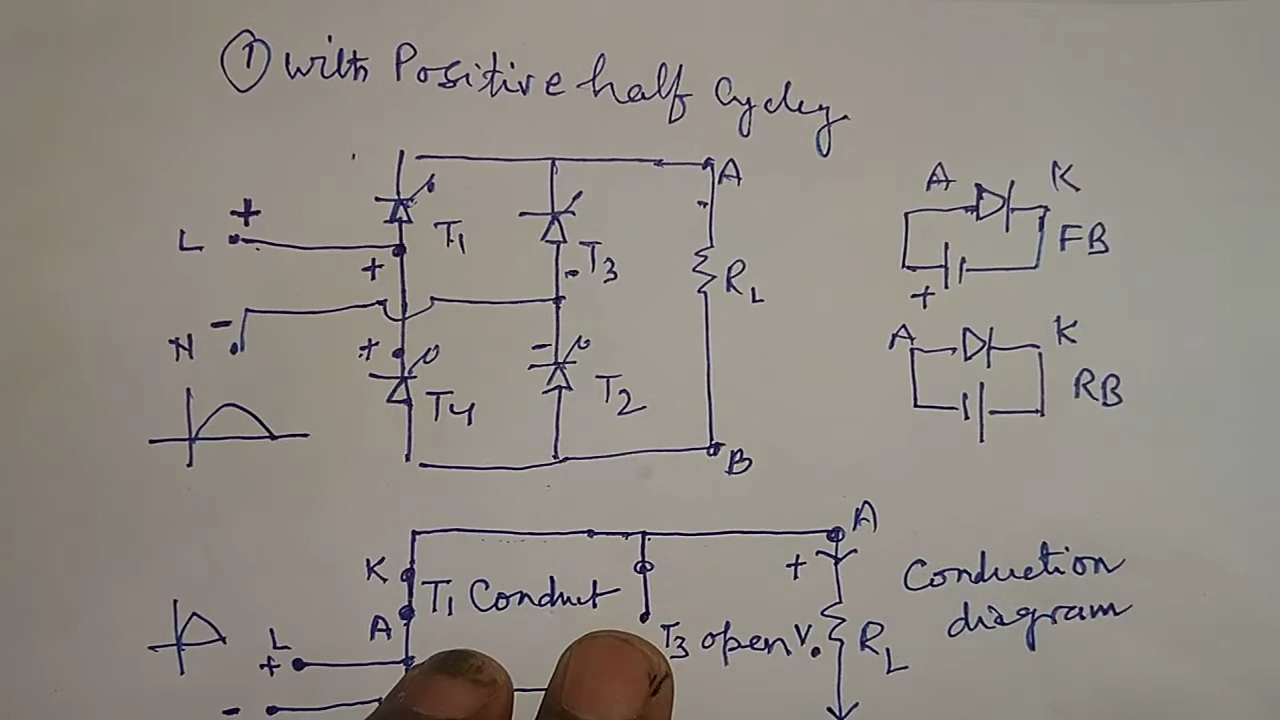 ① with Positive half Cycle
A
A K
+
L
T1
FB
+
T3
RL
+
-
A K
N
+
-
RB
T4
T2
B
A
K
+
Conduction
T1 Conduct
diagram
A
L
T3 open
V.
RL
+
-